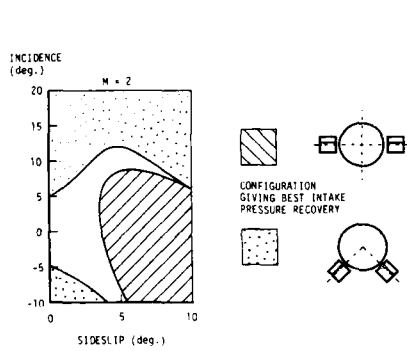 INCIDENCE
(deg.)
M = 2
20
15
10
5
0
-5
-10
0
5
10
SIDESLIP (deg.)
CONFIGURATION
GIVING BEST INTAKE
PRESSURE RECOVERY